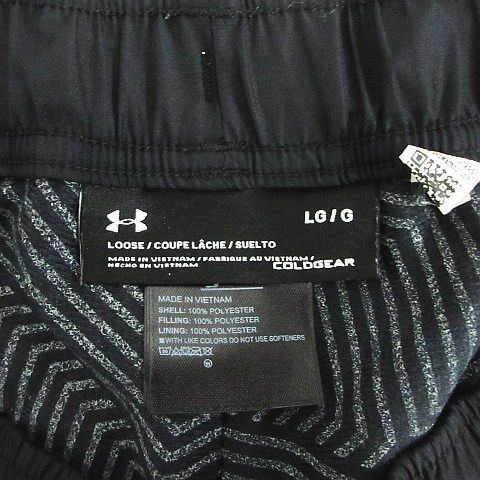 LG / G
LOOSE / COUPE LÂCHE / SUELTO
MADE IN VIETNAM / FABRIQUÉ AU VIETNAM /
HECHO EN VIETNAM
COLDGEAR
MADE IN VIETNAM
SHELL: 100% POLYESTER
FILLING: 100% POLYESTER
LINING: 100% POLYESTER
WITH LIKE COLORS DO NOT USE SOFTENERS